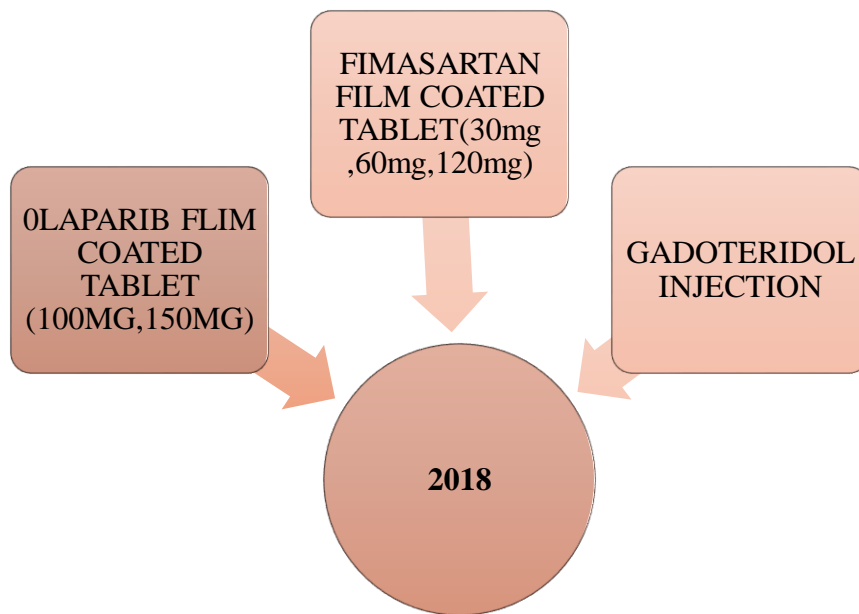 FIMASARTAN
FILM COATED
TABLET(30mg
,60mg,120mg)
0LAPARIB FLIM
COATED
TABLET
(100MG,150MG)
GADOTERIDOL
INJECTION
2018